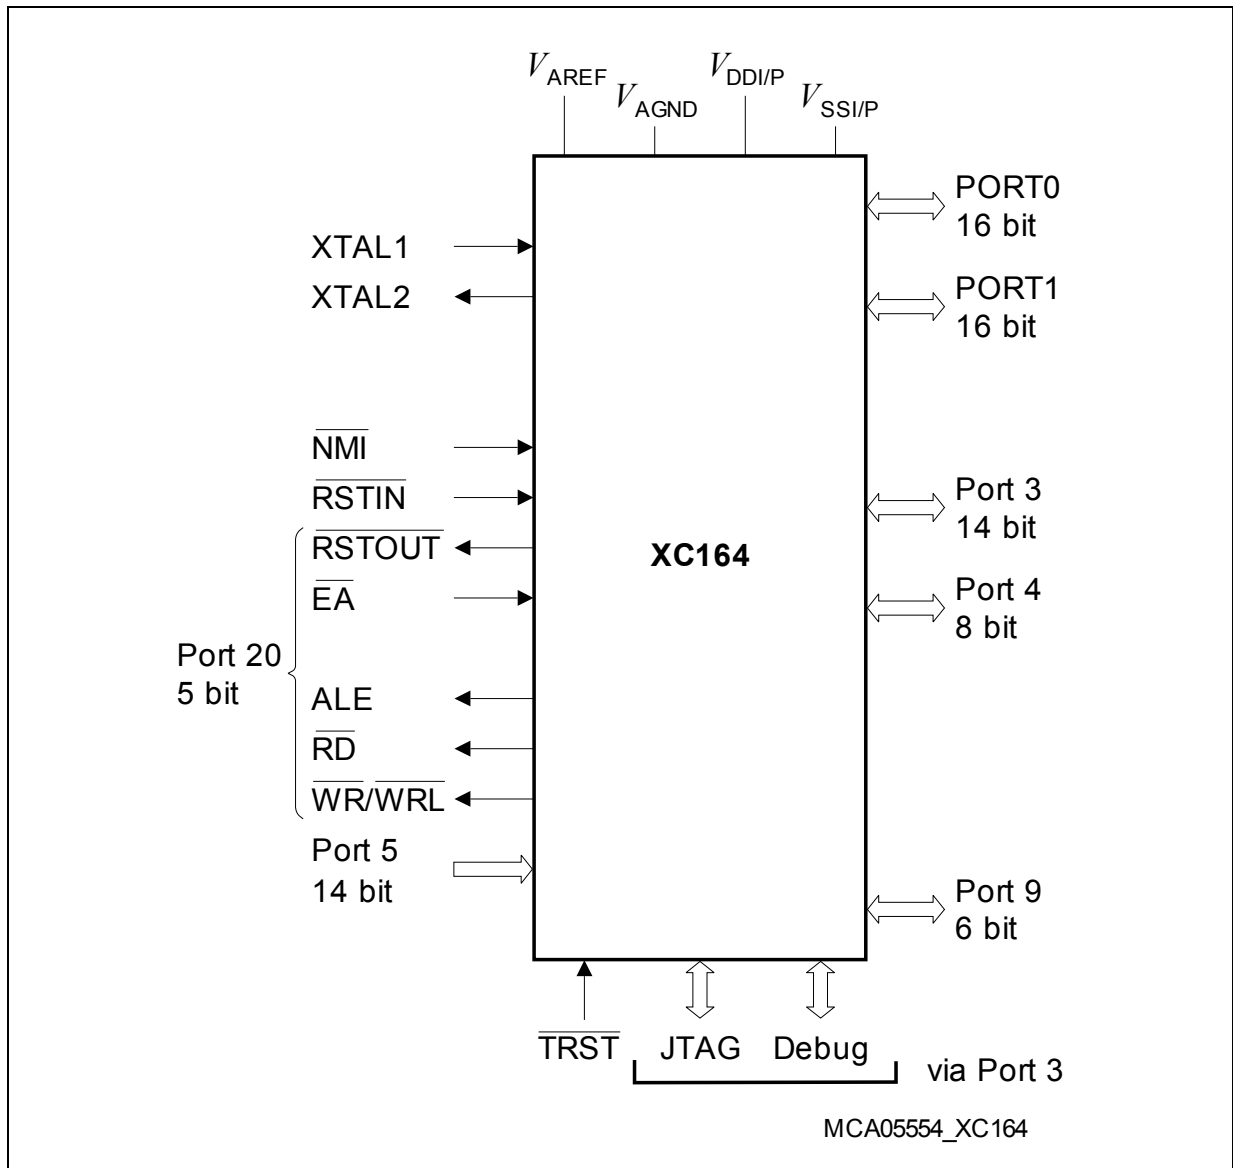 VAREF
VAGND
VDDI/P
VSSI/P
XTAL1
XTAL2
NMI
RSTIN
RSTOUT
EA
Port 20
5 bit
ALE
RD
WR/WRL
Port 5
14 bit
XC164
PORT0
16 bit
PORT1
16 bit
Port 3
14 bit
Port 4
8 bit
Port 9
6 bit
TRST
JTAG
Debug
via Port 3
MCA05554_XC164